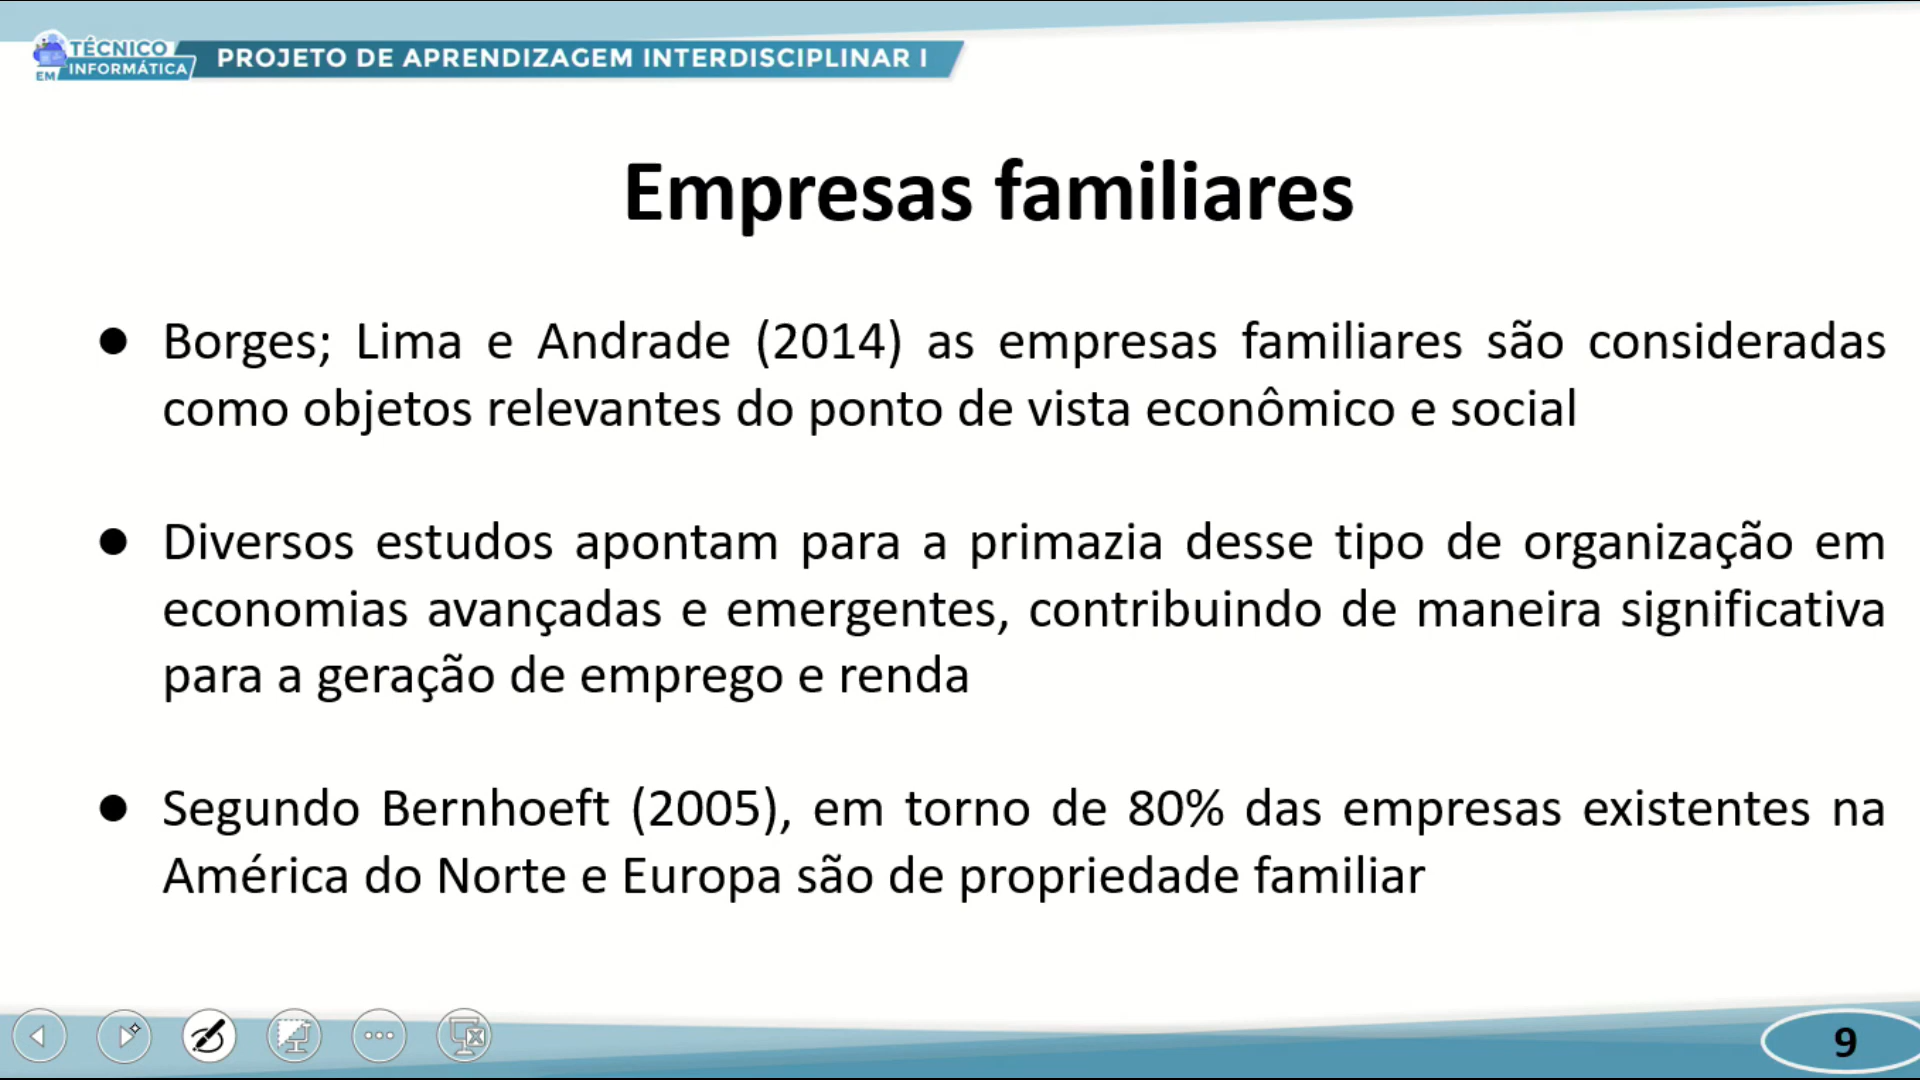 TÉCNICO
EM INFORMÁTICA
PROJETO DE APRENDIZAGEM INTERDISCIPLINAR I
Empresas familiares
● Borges; Lima e Andrade (2014) as empresas familiares são consideradas
como objetos relevantes do ponto de vista econômico e social
● Diversos estudos apontam para a primazia desse tipo de organização em
economias avançadas e emergentes, contribuindo de maneira significativa
para a geração de emprego e renda
● Segundo Bernhoeft (2005), em torno de 80% das empresas existentes na
América do Norte e Europa são de propriedade familiar
9